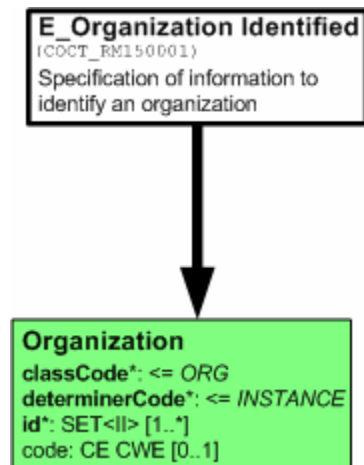 E_Organization Identified
(COCT_RM150001)
Specification of information to
identify an organization
Organization
classCode*: <= ORG
determinerCode*: <= INSTANCE
id*: SET<II> [1..*]
code: CE CWE [0..1]